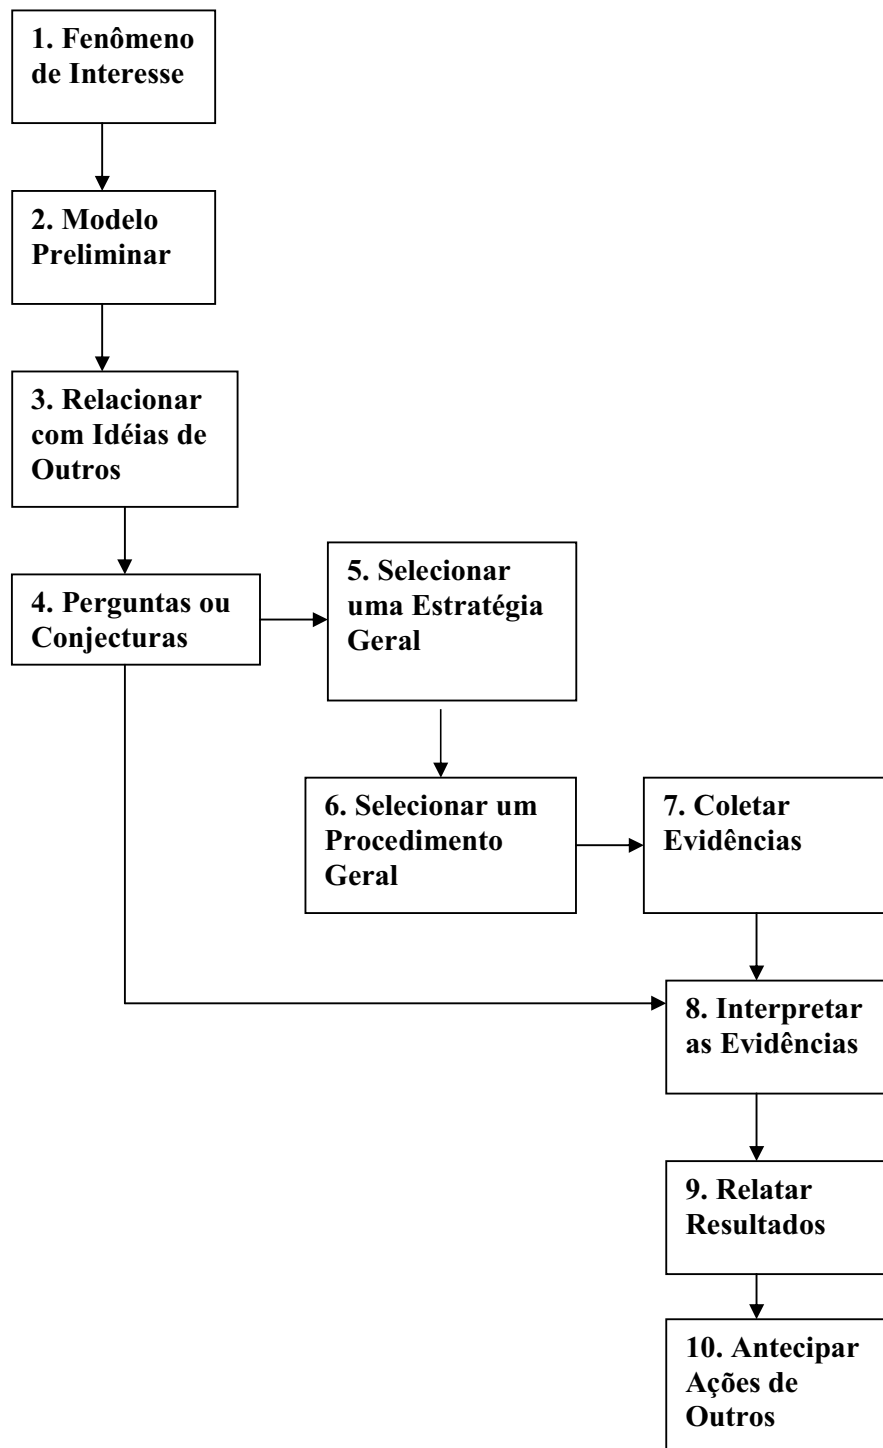 1. Fenômeno
de Interesse
2. Modelo
Preliminar
3. Relacionar
com Idéias de
Outros
4. Perguntas ou
Conjecturas
5. Selecionar
uma Estratégia
Geral
6. Selecionar um
Procedimento
Geral
7. Coletar
Evidências
8. Interpretar
as Evidências
9. Relatar
Resultados
10. Antecipar
Ações de
Outros